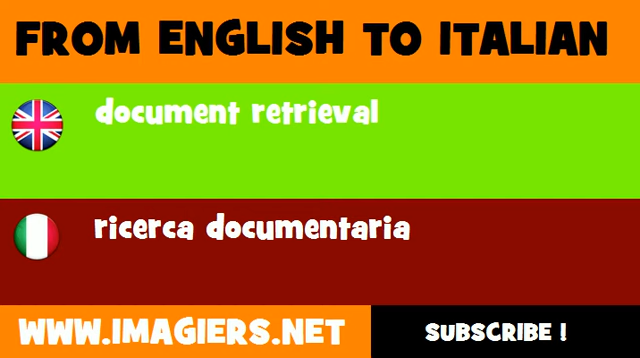 FROM ENGLISH TO ITALIAN
document retrieval
ricerca documentaria
WWW.IMAGIERS.NET
SUBSCRIBE !